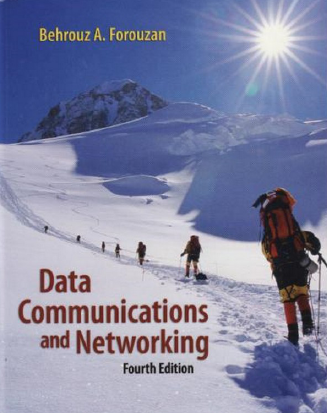 Behrouz A. Forouzan
Data
Communications
and Networking
Fourth Edition